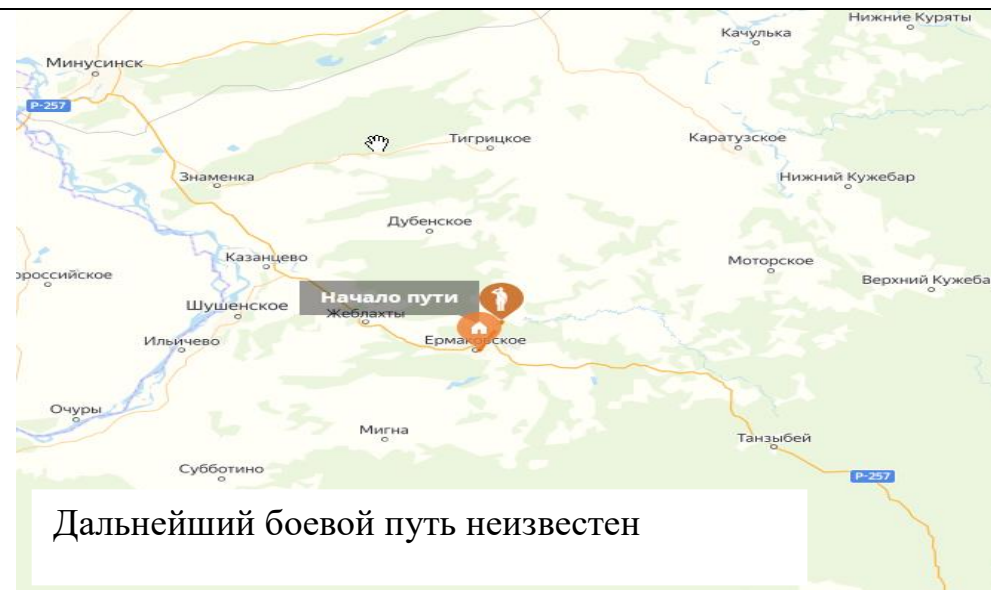 Нижние Куряты
Качулька
Минусинск
Р-257
Тигрицкое
Каратузское
Знаменка
Нижний Кужебар
Дубенское
Казанцево
Моторское
ороссийское
Верхний Кужеба
Начало пути
Шушенское
Жеблахты
Ильичево
Ермаковское
Очуры
Мигна
Танзыбей
Субботино
Р-257
Дальнейший боевой путь неизвестен